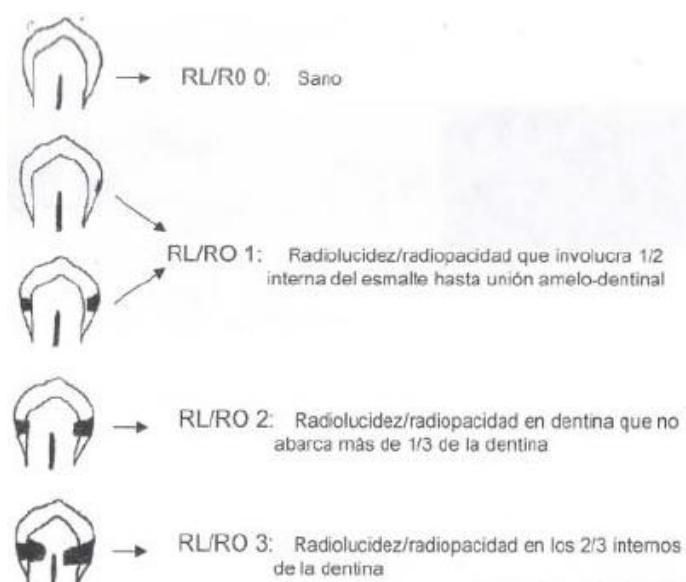 RL/R0 0: Sano
RL/RO 1: Radiolucidez/radiopacidad que involucra 1/2
interna del esmalte hasta unión amelo-dentinal
RL/RO 2: Radiolucidez/radiopacidad en dentina que no
abarca más de 1/3 de la dentina
RL/RO 3: Radiolucidez/radiopacidad en los 2/3 internos
de la dentina